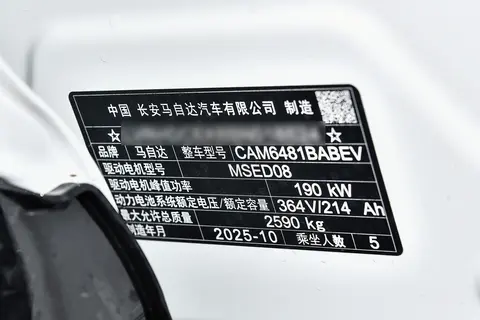 中国 长安马自达汽车有限公司 制造
品牌 马自达 整车型号 CAM6481BABEV
驱动电机型号 MSED08
驱动电机峰值功率 190 kW
动力电池系统额定电压/额定容量 364V/214 Ah
最大允许总质量 2590 kg
制造年月 2025-10 乘坐人数 5